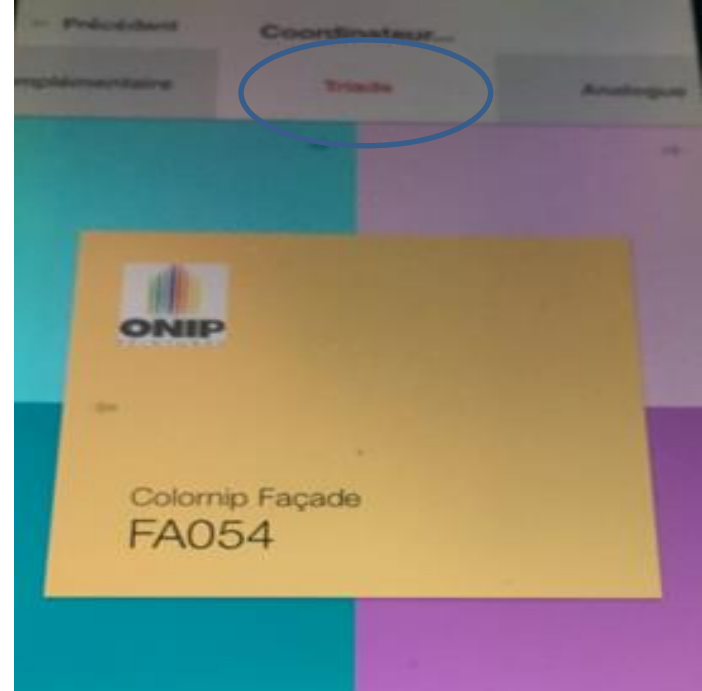 ← Précédent
Coordinateur...
mplémentaire
Triade
Analogue
ONIP
Colornip Façade
FA054